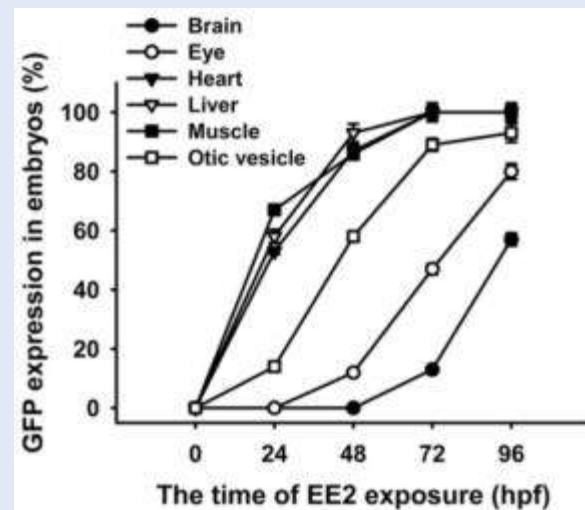 Brain
Eye
Heart
Liver
Muscle
Otic vesicle
GFP expression in embryos (%)
100
80
60
40
20
0
0 24 48 72 96
The time of EE2 exposure (hpf)